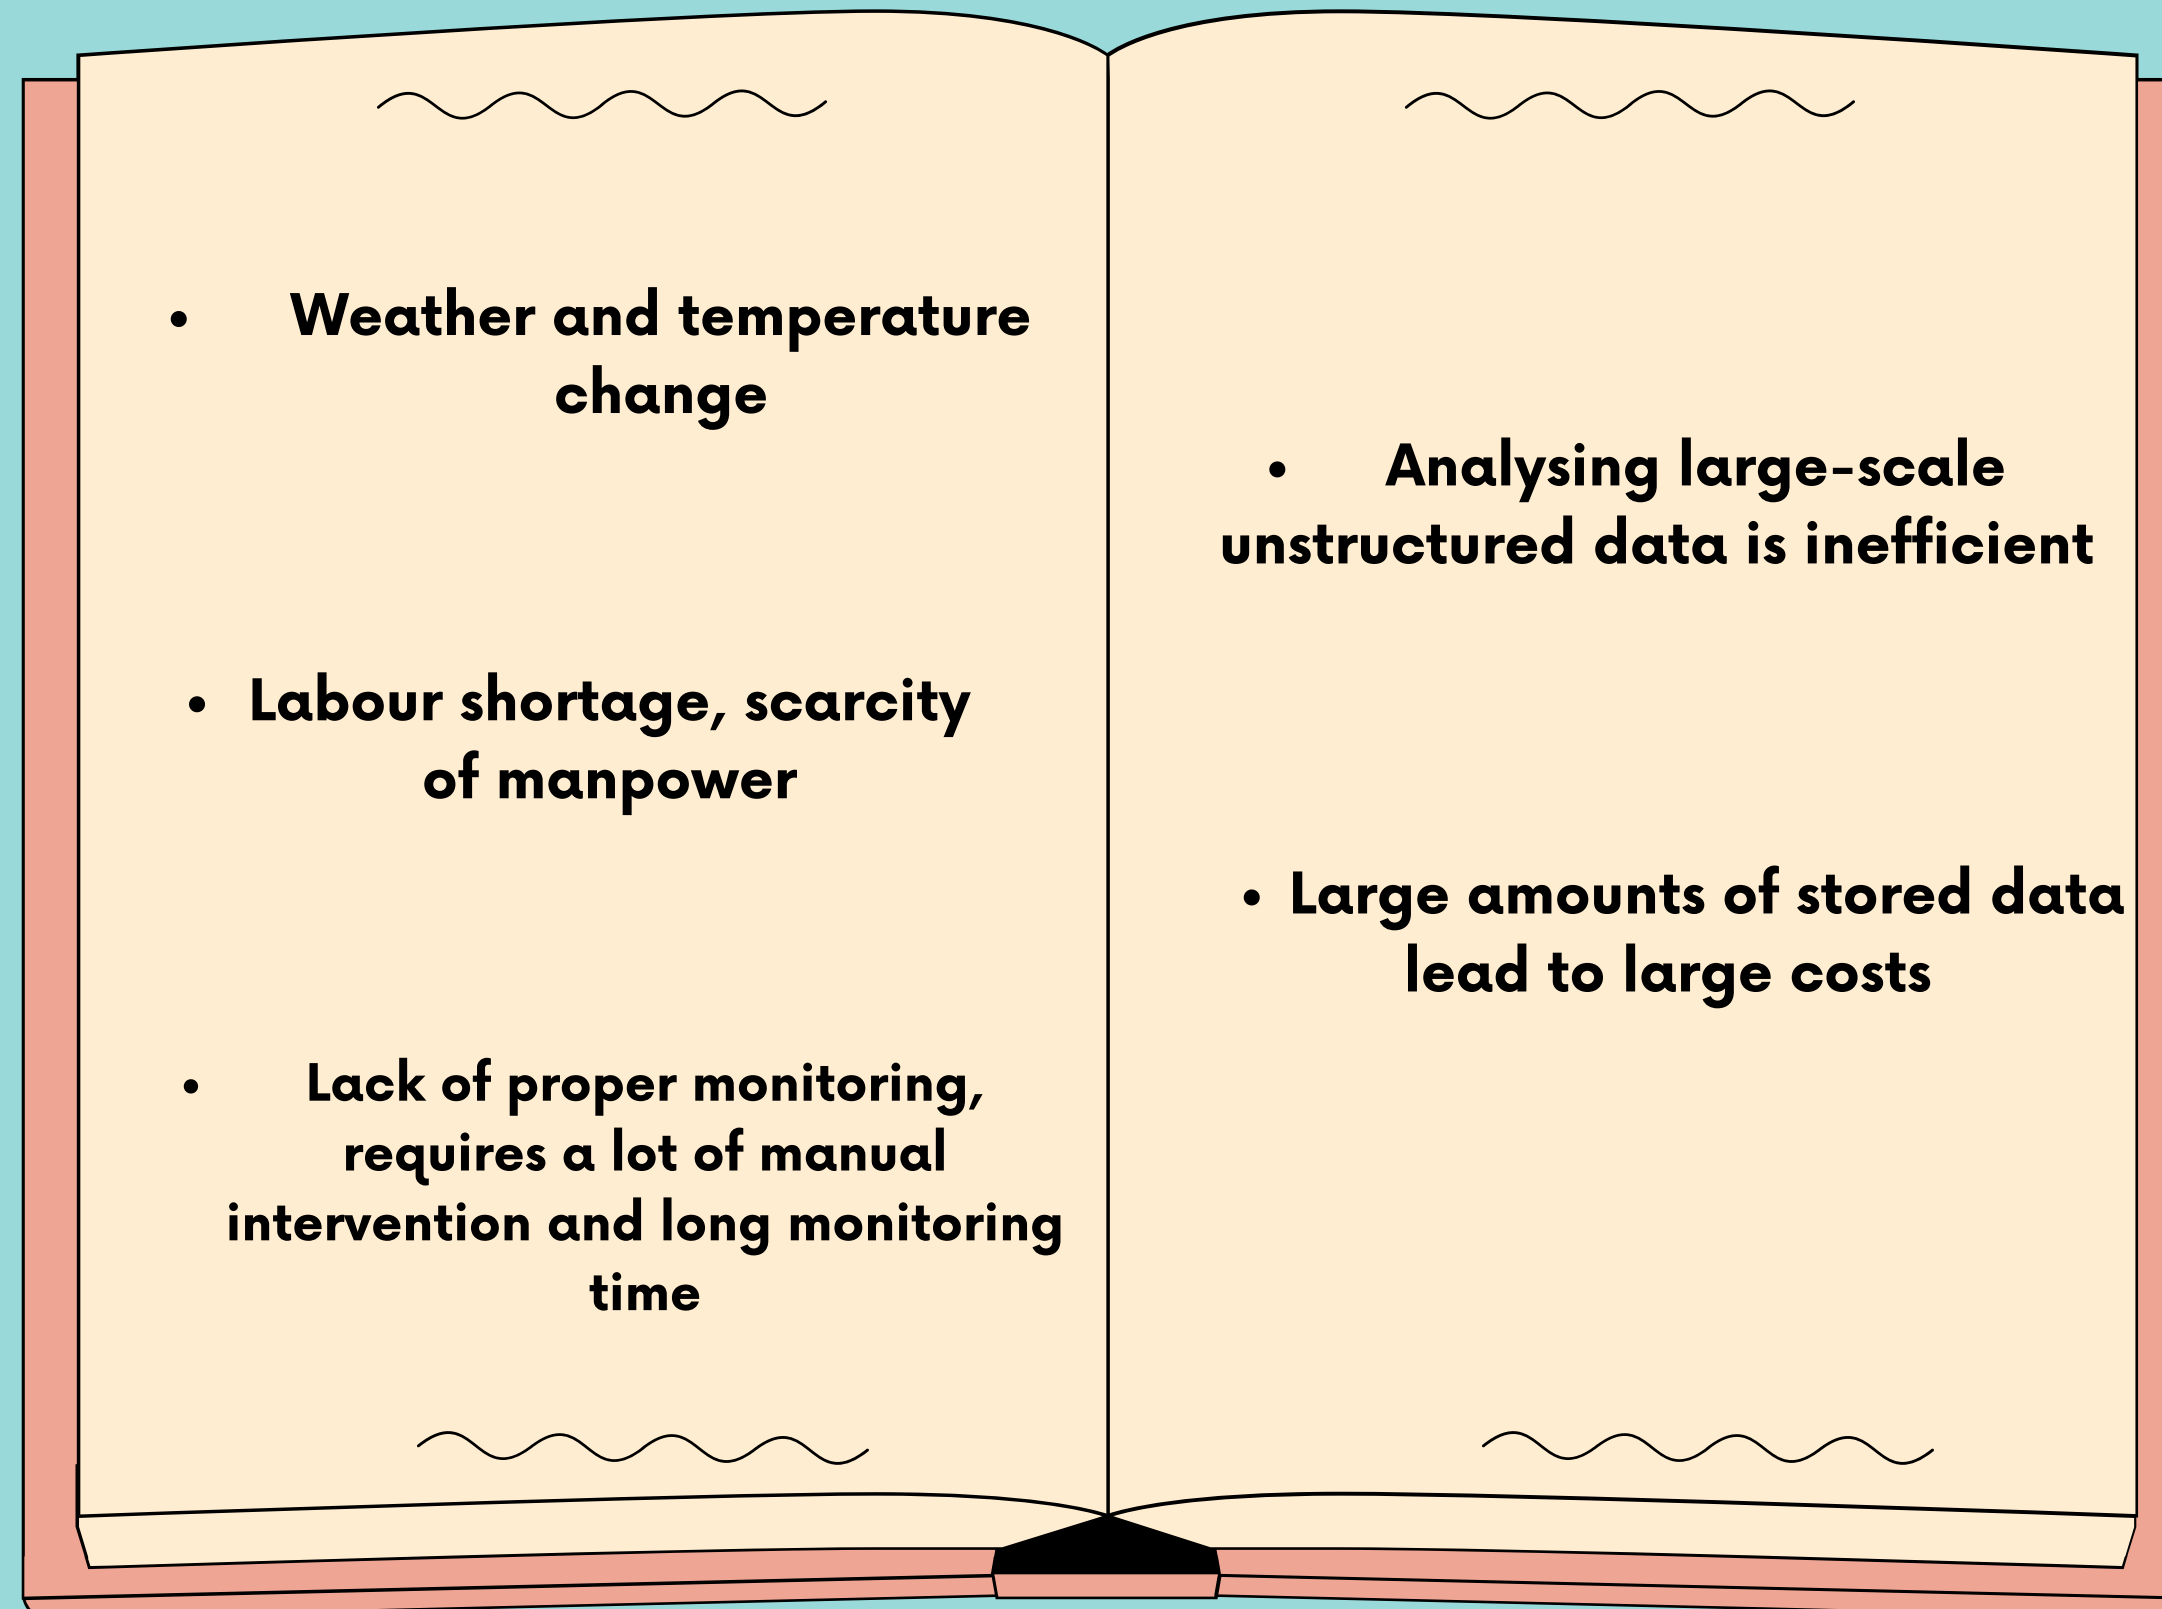 • Weather and temperature
change
• Labour shortage, scarcity
of manpower
• Lack of proper monitoring,
requires a lot of manual
intervention and long monitoring
time
• Analysing large-scale
unstructured data is inefficient
• Large amounts of stored data
lead to large costs